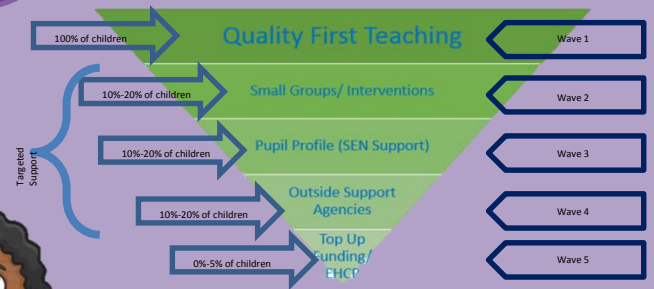 100% of children
Quality First Teaching
Wave 1
10%-20% of children
Small Groups/ Interventions
Wave 2
Targeted
Support
10%-20% of children
Pupil Profile (SEN Support)
Wave 3
10%-20% of children
Outside Support
Agencies
Wave 4
0%-5% of children
Top Up
Funding/
EHCP
Wave 5